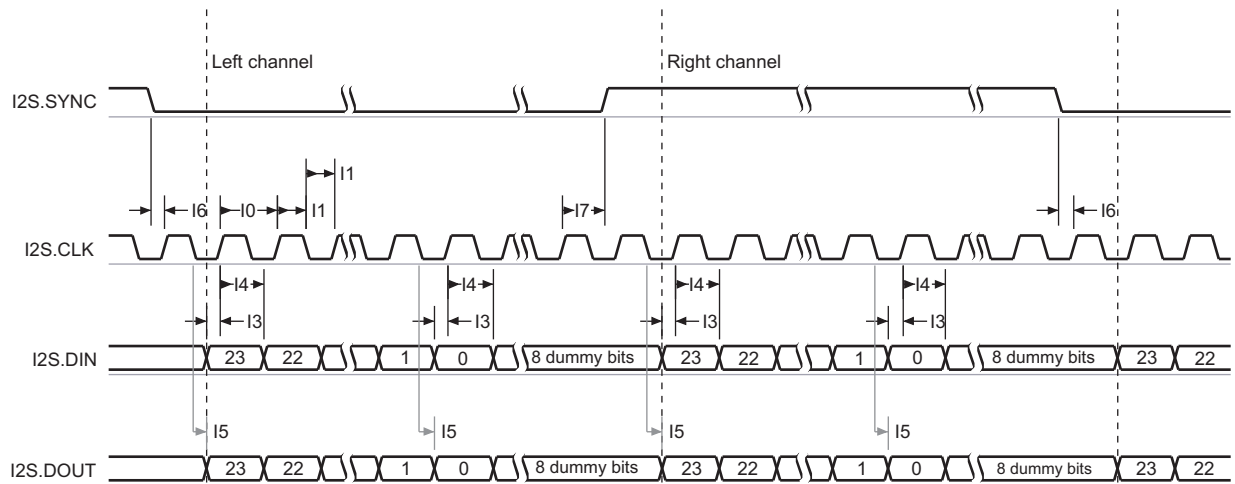 Left channel
Right channel
I2S.SYNC
I1
I6
I0
I1
I7
I6
I2S.CLK
I4
I4
I4
I4
I3
I3
I3
I3
I2S.DIN
23
22
1
0
8 dummy bits
23
22
1
0
8 dummy bits
23
22
I5
I5
I5
I5
I2S.DOUT
23
22
1
0
8 dummy bits
23
22
1
0
8 dummy bits
23
22